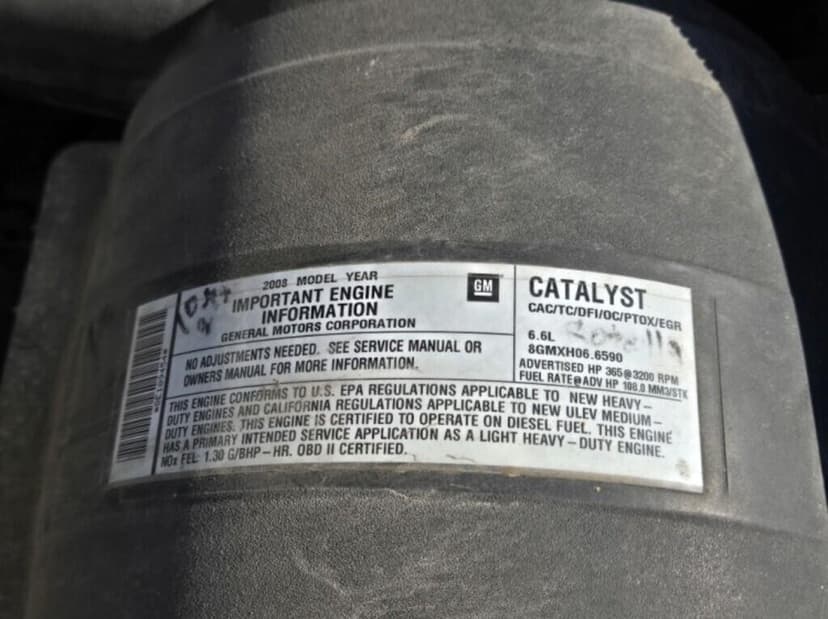 2008 MODEL YEAR
IMPORTANT ENGINE
INFORMATION
GENERAL MOTORS CORPORATION
GM
NO ADJUSTMENTS NEEDED. SEE SERVICE MANUAL OR
OWNERS MANUAL FOR MORE INFORMATION.
CATALYST
CAC/TC/DFI/OC/PTOX/EGR
6.6L
Rotella
8GMXH06.6590
ADVERTISED HP 365@3200 RPM
FUEL RATE@ADV HP 108.0 MM3/STK
THIS ENGINE CONFORMS TO U.S. EPA REGULATIONS APPLICABLE TO NEW HEAVY-
DUTY ENGINES AND CALIFORNIA REGULATIONS APPLICABLE TO NEW ULEV MEDIUM-
DUTY ENGINES. THIS ENGINE IS CERTIFIED TO OPERATE ON DIESEL FUEL. THIS ENGINE
HAS A PRIMARY INTENDED SERVICE APPLICATION AS A LIGHT HEAVY-DUTY ENGINE.
NOx FEL: 1.30 G/BHP-HR. OBD II CERTIFIED.